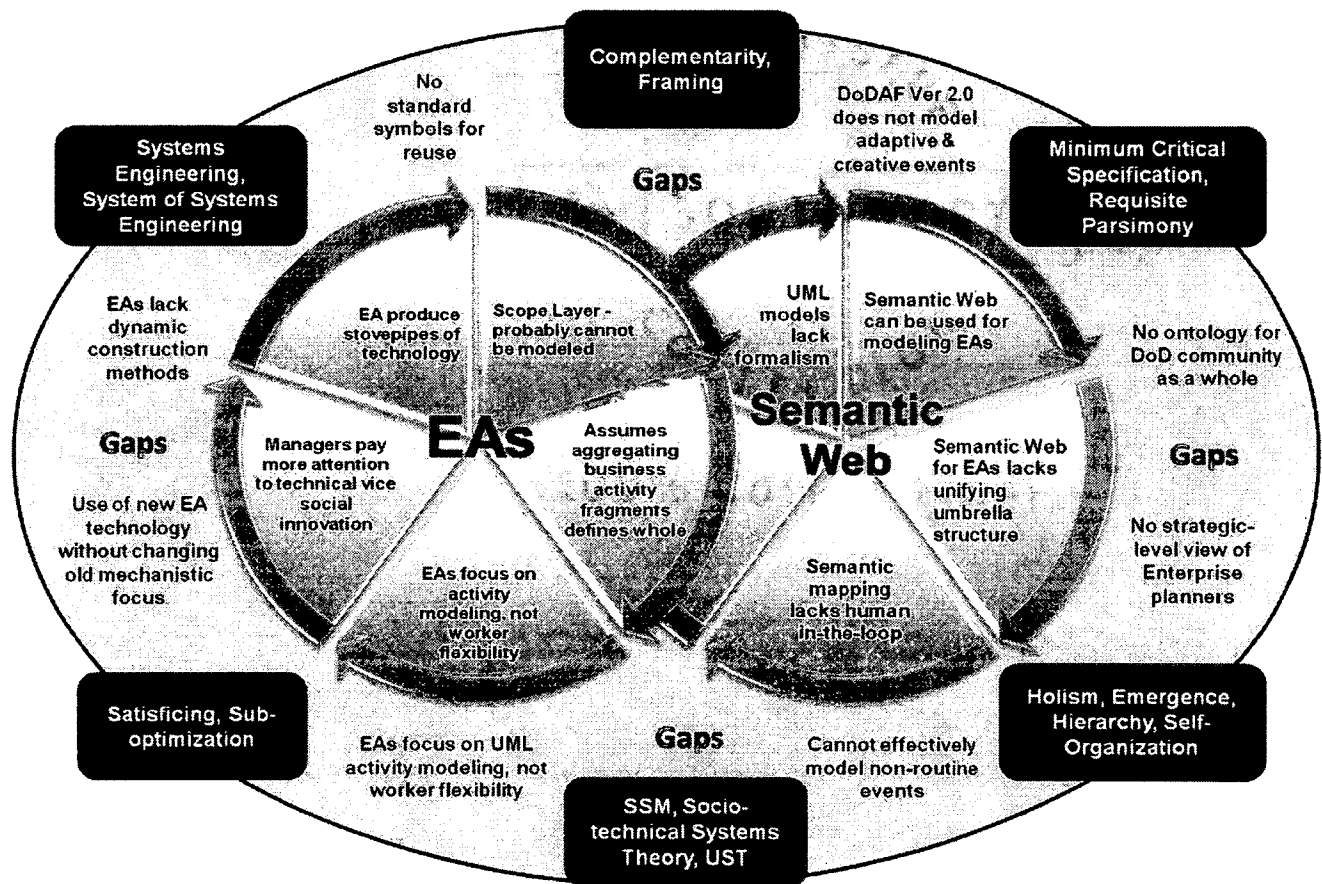 Complementarity,
Framing
No
standard
symbols for
reuse
DoDAF Ver 2.0
does not model
adaptive &
creative events
Systems
Engineering,
System of Systems
Engineering
Minimum Critical
Specification,
Requisite
Parsimony
Gaps
EAs lack
dynamic
construction
methods
EA produce
stovepipes of
technology
Scope Layer -
probably cannot
be modeled
UML
models
lack
formalism
Semantic Web
can be used for
modeling EAs
No ontology for
DoD community
as a whole
EAs
Semantic
Web
Gaps
Managers pay
more attention
to technical vice
social
innovation
Assumes
aggregating
business
activity
fragments
defines whole
Semantic Web
for EAs lacks
unifying
umbrella
structure
Gaps
Use of new EA
technology
without changing
old mechanistic
focus
No strategic-
level view of
Enterprise
planners
EAs focus on
activity
modeling, not
worker
flexibility
Semantic
mapping
lacks human
in-the-loop
Satisficing, Sub-
optimization
Holism, Emergence,
Hierarchy, Self-
Organization
Gaps
EAs focus on UML
activity modeling, not
worker flexibility
Cannot effectively
model non-routine
events
SSM, Socio-
technical Systems
Theory, UST